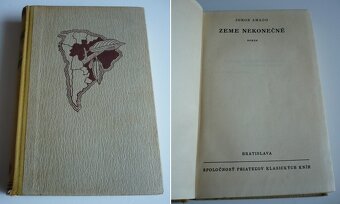 JORGE AMADO
ZEME NEKONEČNÉ
ROMÁN
BRATISLAVA
SPOLOČNOSŤ PRIATEĽOV KLASICKÝCH KNÍH